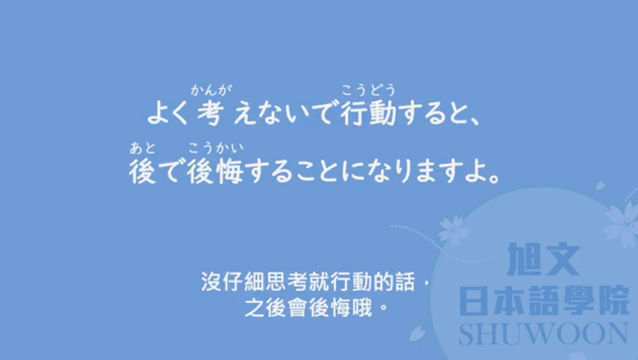 かんが こうどう
よく考えないで行動すると、
あと こうかい
後で後悔することになりますよ。
沒仔細思考就行動的話，
之後會後悔哦。
旭文
日本語學院
SHUWOON